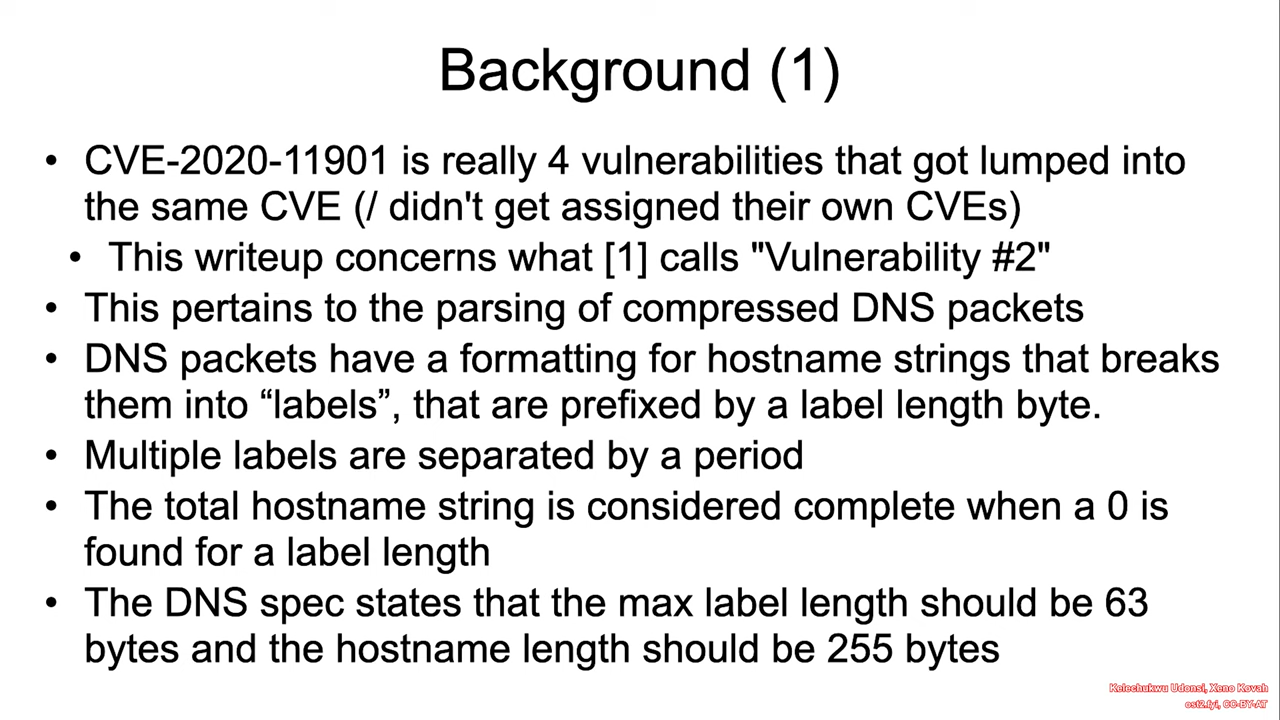 Background (1)
• CVE-2020-11901 is really 4 vulnerabilities that got lumped into
the same CVE (/ didn't get assigned their own CVEs)
• This writeup concerns what [1] calls "Vulnerability #2"
• This pertains to the parsing of compressed DNS packets
• DNS packets have a formatting for hostname strings that breaks
them into “labels”, that are prefixed by a label length byte.
• Multiple labels are separated by a period
• The total hostname string is considered complete when a 0 is
found for a label length
• The DNS spec states that the max label length should be 63
bytes and the hostname length should be 255 bytes
Kelechukwu Udonsi, Xeno Kovah
ost2.fyi, CC-BY-AT